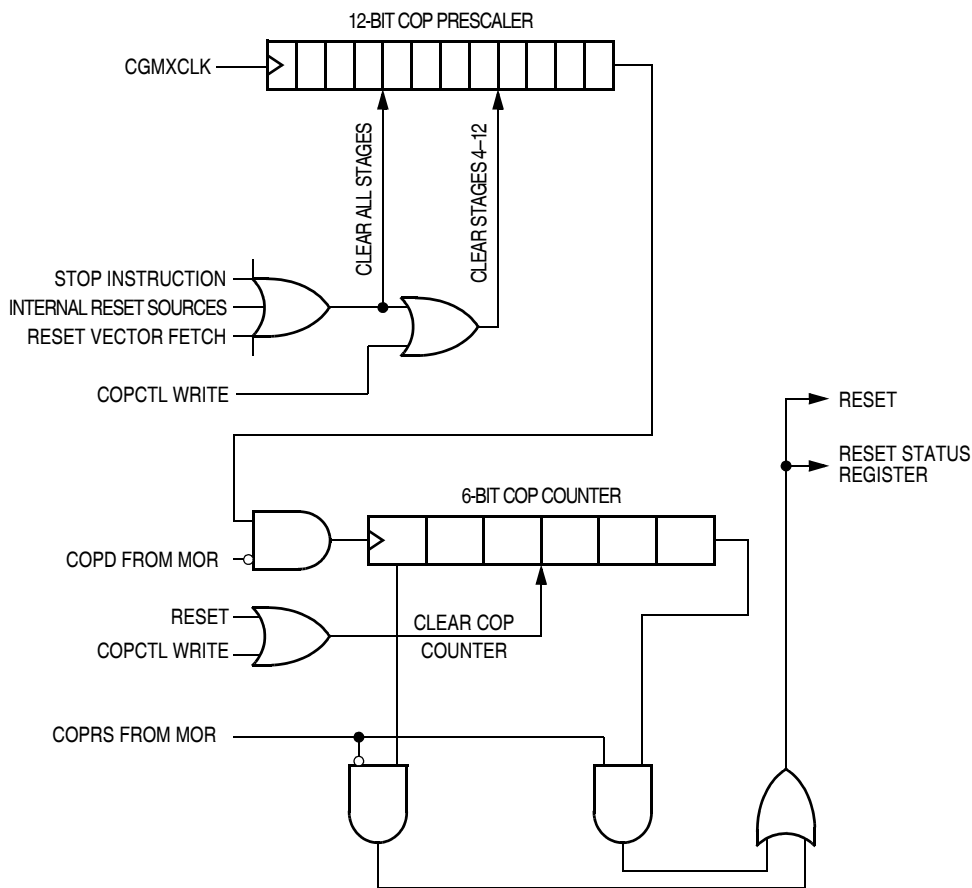 12-BIT COP PRESCALER
CGMXCLK
CLEAR ALL STAGES
CLEAR STAGES 4–12
STOP INSTRUCTION
INTERNAL RESET SOURCES
RESET VECTOR FETCH
COPCTL WRITE
RESET
RESET STATUS
REGISTER
6-BIT COP COUNTER
COPD FROM MOR
RESET
COPCTL WRITE
CLEAR COP
COUNTER
COPRS FROM MOR